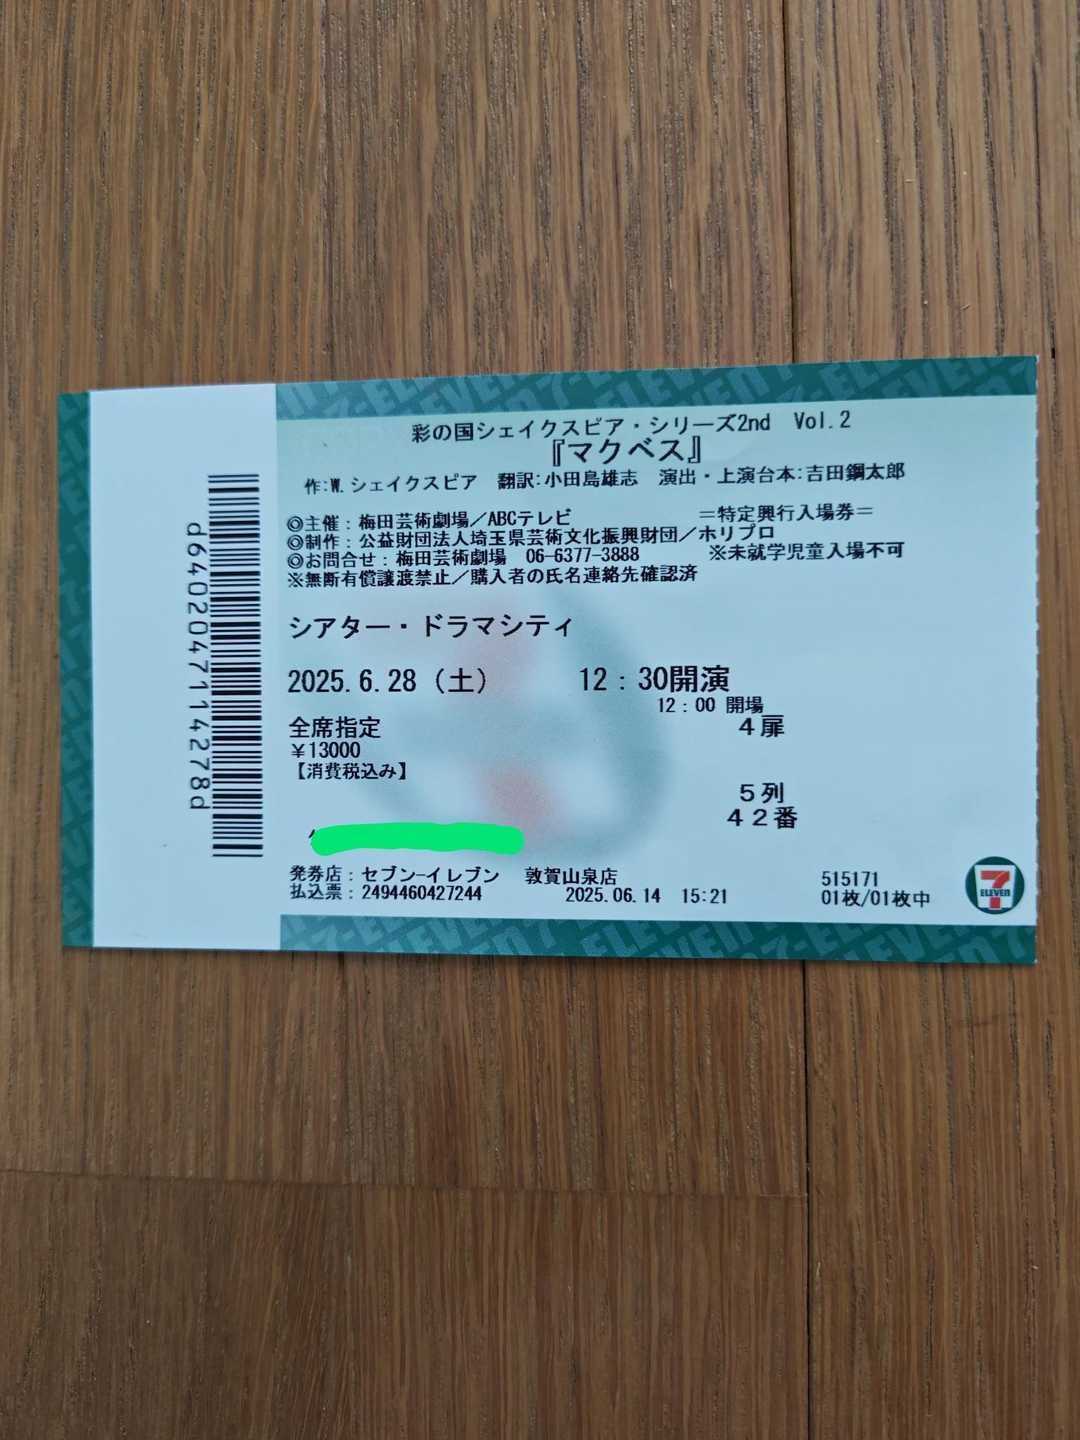 彩の国シェイクスピア・シリーズ2nd Vol.2
『マクベス』
作:W.シェイクスピア 翻訳:小田島雄志 演出・上演台本:吉田鋼太郎
◎主催：梅田芸術劇場／ABCテレビ ＝特定興行入場券＝
◎制作：公益財団法人埼玉県芸術文化振興財団／ホリプロ
◎お問合せ：梅田芸術劇場 06-6377-3888 ※未就学児童入場不可
※無断有償譲渡禁止／購入者の氏名連絡先確認済
シアター・ドラマシティ
2025.6.28（土） 12：30開演
12：00 開場
全席指定 4扉
￥13000
【消費税込み】
5列
42番
発券店：セブン-イレブン 敦賀山泉店 515171
払込票：2494460427244 2025.06.14 15:21 01枚/01枚中
d64020471142​78d
7-ELEVEN